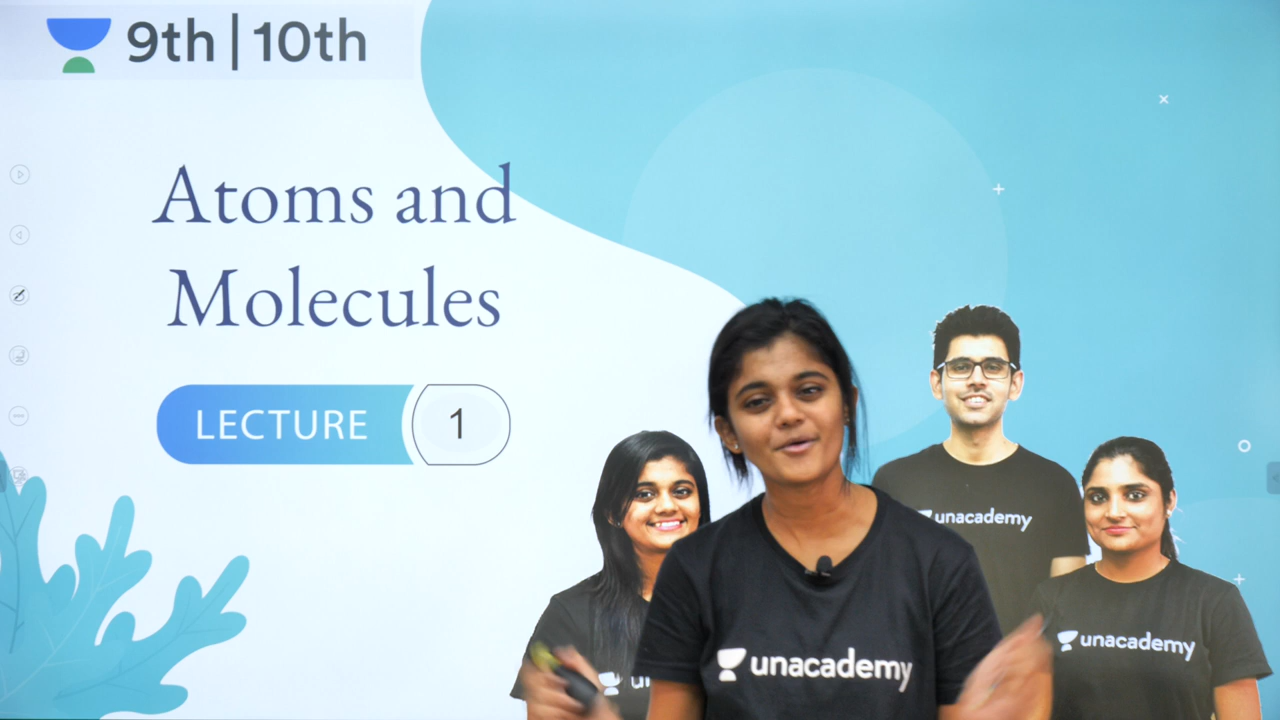 9th | 10th
Atoms and
Molecules
LECTURE 1
unacademy
unacademy
unacademy